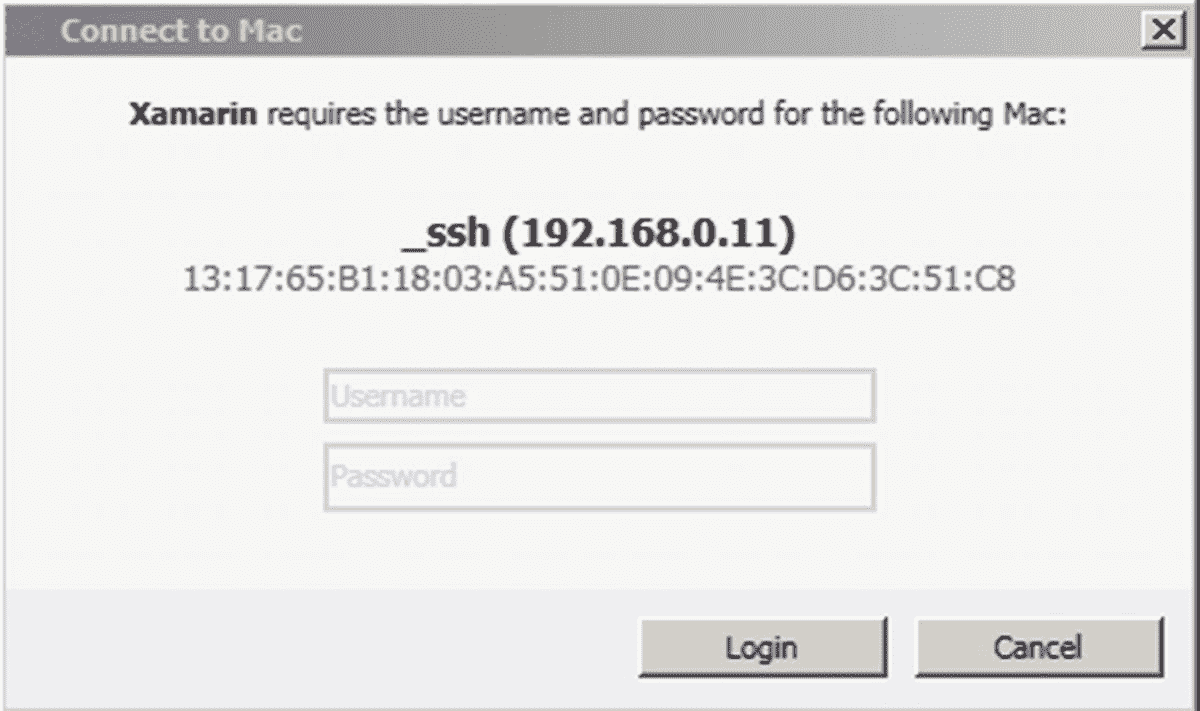 Connect to Mac
Xamarin requires the username and password for the following Mac:
_ssh (192.168.0.11)
13:17:65:B1:18:03:A5:51:0E:09:4E:3C:D6:3C:51:C8
Username
Password
Login Cancel